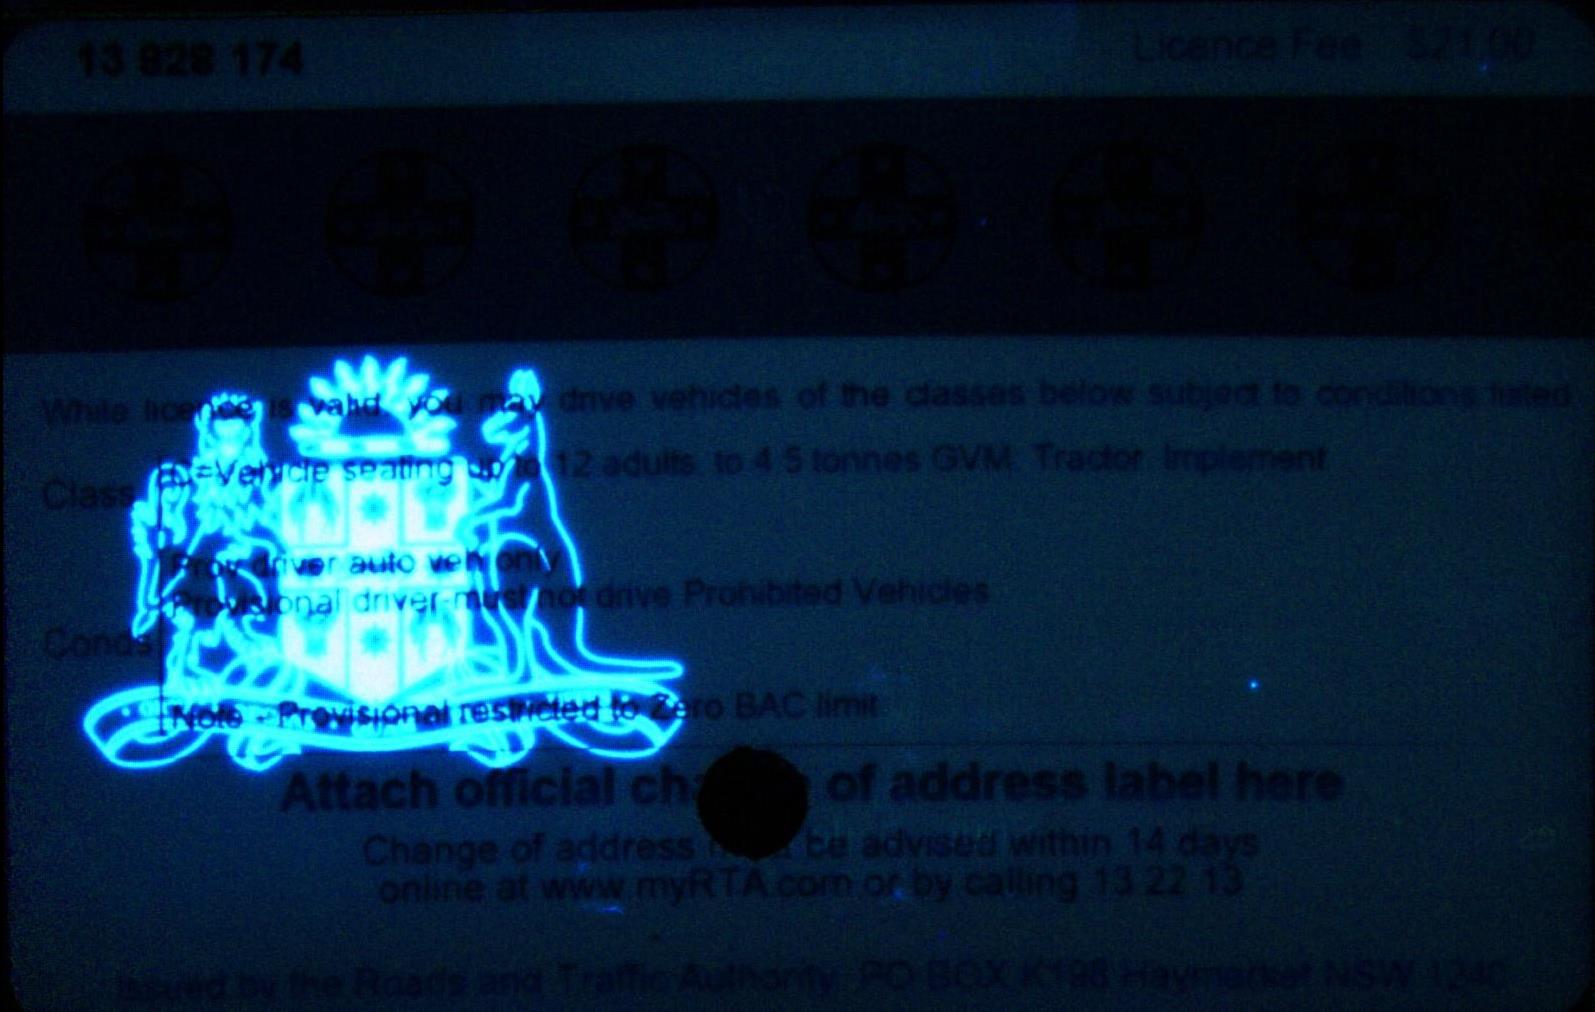 13 828 174
Licence Fee $21.00
While licence is valid, you may drive vehicles of the classes below subject to conditions listed
C=Vehicle seating up to 12 adults, to 4.5 tonnes GVM. Tractor. Implement
Class
Prov driver auto veh only
Provisional driver must not drive Prohibited Vehicles
Conds
Note - Provisional restricted to Zero BAC limit
Attach official of address label here
Change of address be advised within 14 days
online at www.myRTA.com or by calling 13 22 13
Issued by the Roads and Traffic Authority, PO BOX K198 Haymarket NSW 1240